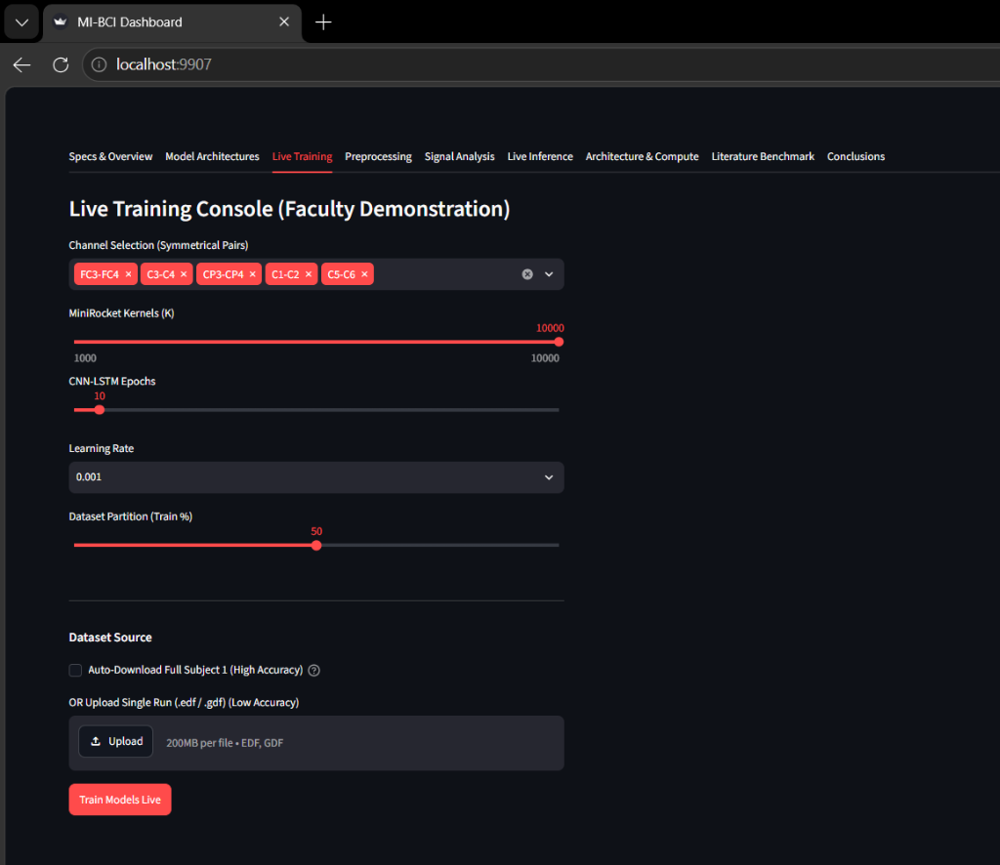 MI-BCI Dashboard
localhost:9907
Specs & Overview Model Architectures Live Training Preprocessing Signal Analysis Live Inference Architecture & Compute Literature Benchmark Conclusions
Live Training Console (Faculty Demonstration)
Channel Selection (Symmetrical Pairs)
FC3-FC4 × C3-C4 × CP3-CP4 × C1-C2 × C5-C6 ×
MiniRocket Kernels (K)
10000
1000 10000
CNN-LSTM Epochs
10
Learning Rate
0.001
Dataset Partition (Train %)
50
Dataset Source
Auto-Download Full Subject 1 (High Accuracy)
OR Upload Single Run (.edf / .gdf) (Low Accuracy)
Upload 200MB per file • EDF, GDF
Train Models Live